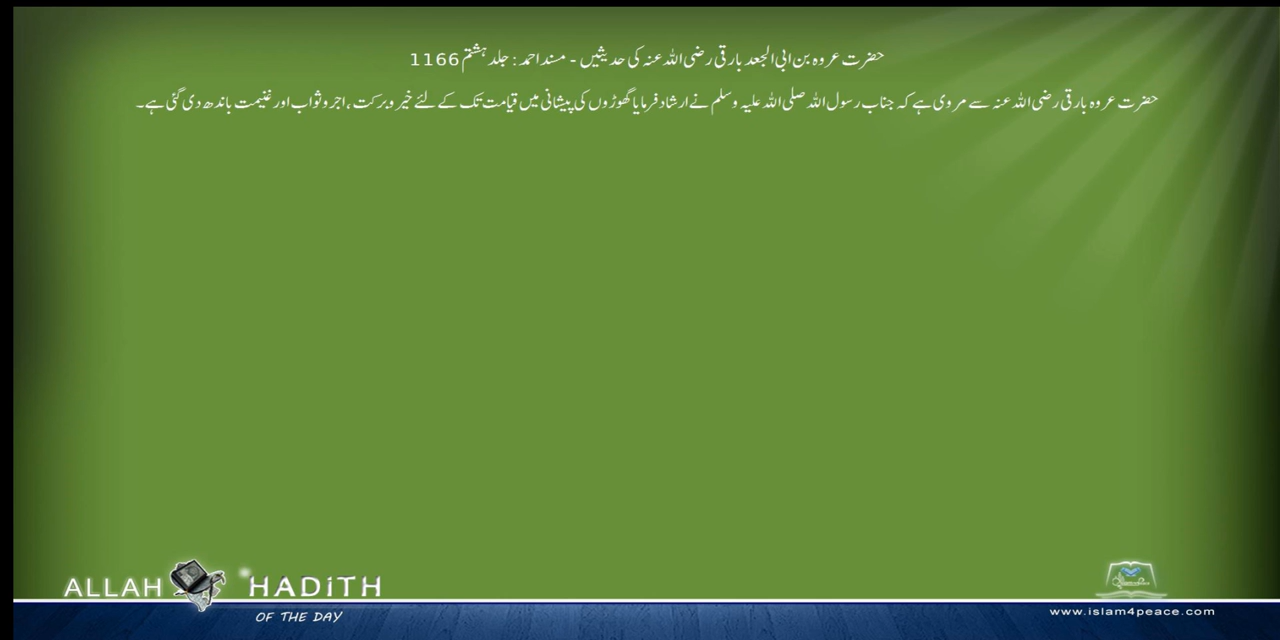 حضرت عروہ بن ابی الجعد بارقی رضی اللہ عنہ کی حدیثیں - مسند احمد : جلد ہشتم 1166
حضرت عروہ بارقی رضی اللہ عنہ سے مروی ہے کہ جناب رسول اللہ صلی اللہ علیہ وسلم نے ارشاد فرمایا گھوڑوں کی پیشانی میں قیامت تک کے لئے خیر و برکت، اجر و ثواب اور غنیمت باندھ دی گئی ہے۔
ALLAH HADITH
OF THE DAY
www.islam4peace.com